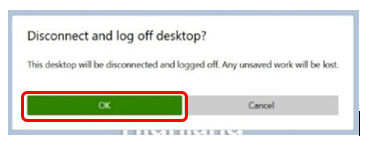 Disconnect and log off desktop?
This desktop will be disconnected and logged off. Any unsaved work will be lost.
OK Cancel